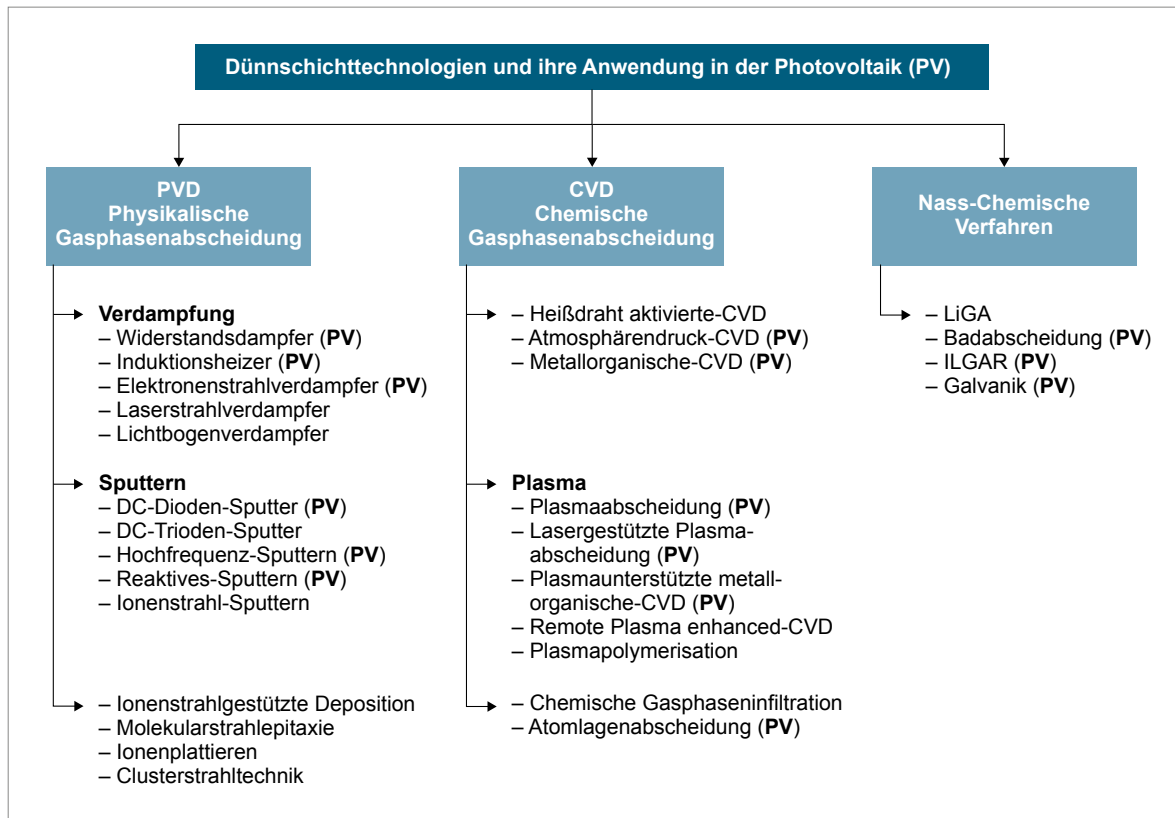 Dünnschichttechnologien und ihre Anwendung in der Photovoltaik (PV)
PVD
Physikalische
Gasphasenabscheidung
Verdampfung
– Widerstandsdampfer (PV)
– Induktionsheizer (PV)
– Elektronenstrahlverdampfer (PV)
– Laserstrahlverdampfer
– Lichtbogenverdampfer
Sputtern
– DC-Dioden-Sputter (PV)
– DC-Trioden-Sputter
– Hochfrequenz-Sputtern (PV)
– Reaktives-Sputtern (PV)
– Ionenstrahl-Sputtern
– Ionenstrahlgestützte Deposition
– Molekularstrahlepitaxie
– Ionenplattieren
– Clusterstrahltechnik
CVD
Chemische
Gasphasenabscheidung
– Heißdraht aktivierte-CVD
– Atmosphärendruck-CVD (PV)
– Metallorganische-CVD (PV)
Plasma
– Plasmaabscheidung (PV)
– Lasergestützte Plasma-
abscheidung (PV)
– Plasmaunterstützte metall-
organische-CVD (PV)
– Remote Plasma enhanced-CVD
– Plasmapolymerisation
– Chemische Gasphaseninfiltration
– Atomlagenabscheidung (PV)
Nass-Chemische
Verfahren
– LiGA
– Badabscheidung (PV)
– ILGAR (PV)
– Galvanik (PV)